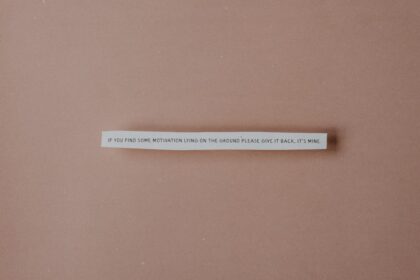 IF YOU FIND SOME MOTIVATION LYING ON THE GROUND PLEASE GIVE IT BACK, IT'S MINE